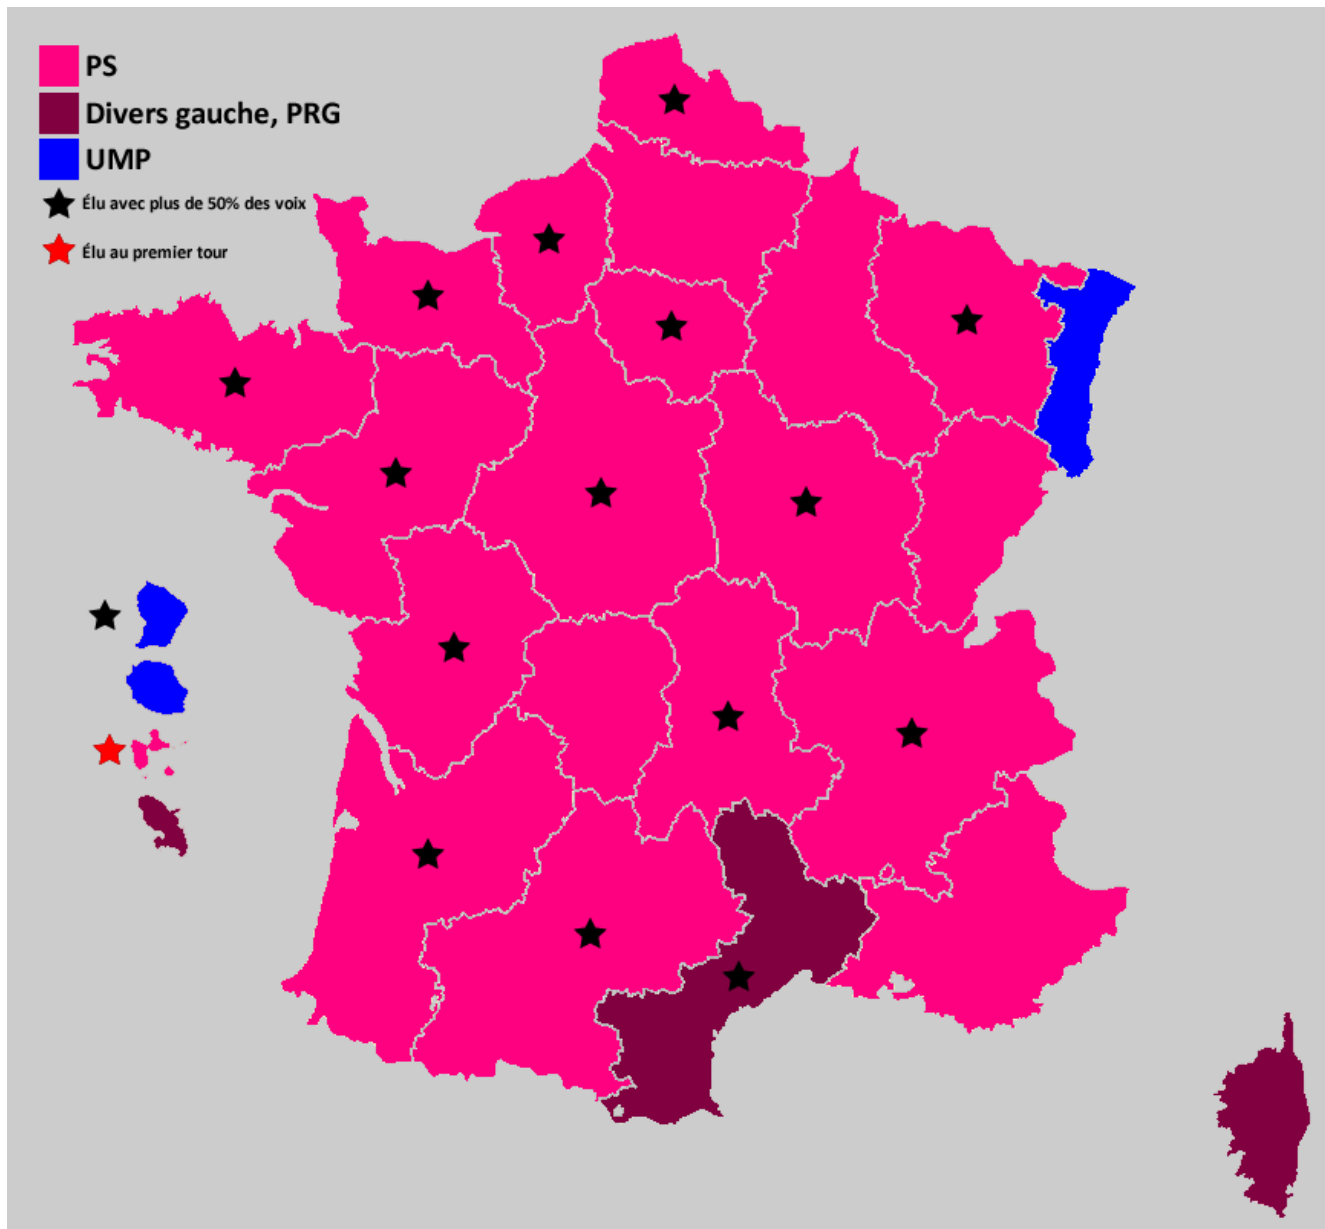 PS
Divers gauche, PRG
UMP
Élu avec plus de 50% des voix
Élu au premier tour